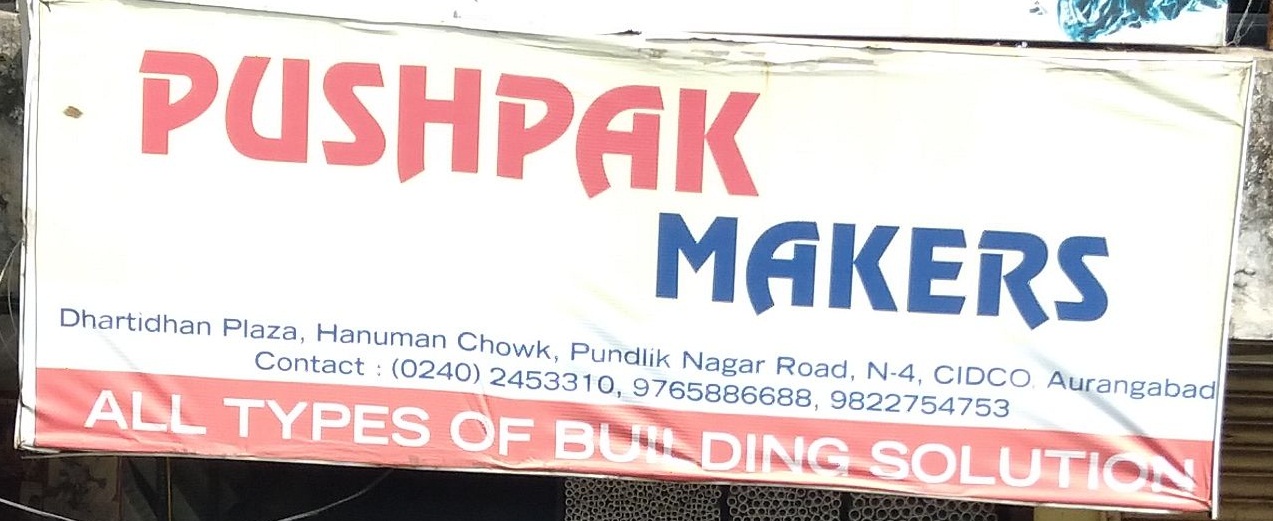 PUSHPAK
MAKERS
Dhartidhan Plaza, Hanuman Chowk, Pundlik Nagar Road, N-4, CIDCO, Aurangabad
Contact : (0240) 2453310, 9765886688, 9822754753
ALL TYPES OF BUILDING SOLUTION